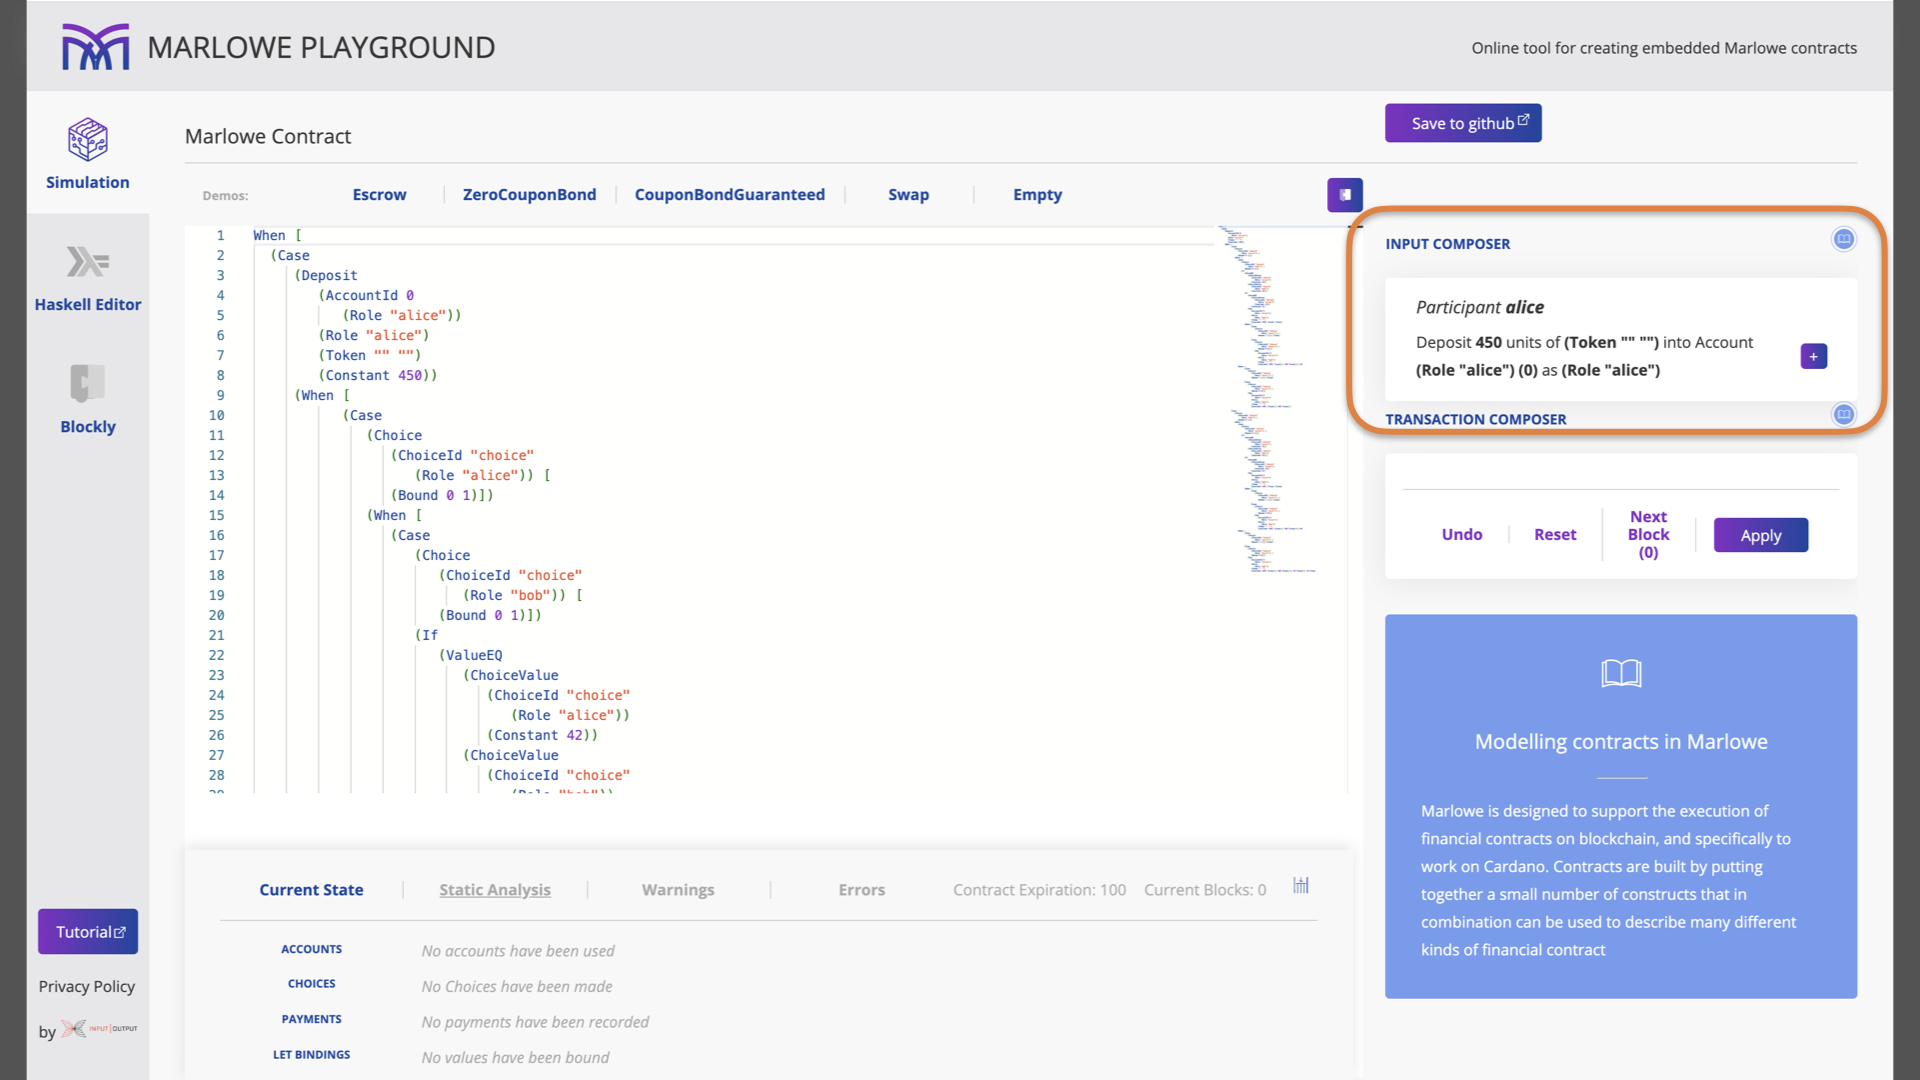 MARLOWE PLAYGROUND
Online tool for creating embedded Marlowe contracts
Simulation
Haskell Editor
Blockly
Tutorial
Privacy Policy
by INPUT|OUTPUT
Marlowe Contract
Save to github
Demos: Escrow ZeroCouponBond CouponBondGuaranteed Swap Empty
1 When [
2 (Case
3 (Deposit
4 (AccountId 0
5 (Role "alice"))
6 (Role "alice")
7 (Token "" "")
8 (Constant 450))
9 (When [
10 (Case
11 (Choice
12 (ChoiceId "choice"
13 (Role "alice")) [
14 (Bound 0 1)])
15 (When [
16 (Case
17 (Choice
18 (ChoiceId "choice"
19 (Role "bob")) [
20 (Bound 0 1)])
21 (If
22 (ValueEQ
23 (ChoiceValue
24 (ChoiceId "choice"
25 (Role "alice"))
26 (Constant 42))
27 (ChoiceValue
28 (ChoiceId "choice"
INPUT COMPOSER
Participant alice
Deposit 450 units of (Token "" "") into Account
(Role "alice") (0) as (Role "alice")
+
TRANSACTION COMPOSER
Undo
Reset
Next
Block
(0)
Apply
Modelling contracts in Marlowe
Marlowe is designed to support the execution of
financial contracts on blockchain, and specifically to
work on Cardano. Contracts are built by putting
together a small number of constructs that in
combination can be used to describe many different
kinds of financial contract
Current State Static Analysis Warnings Errors Contract Expiration: 100 Current Blocks: 0
ACCOUNTS No accounts have been used
CHOICES No Choices have been made
PAYMENTS No payments have been recorded
LET BINDINGS No values have been bound